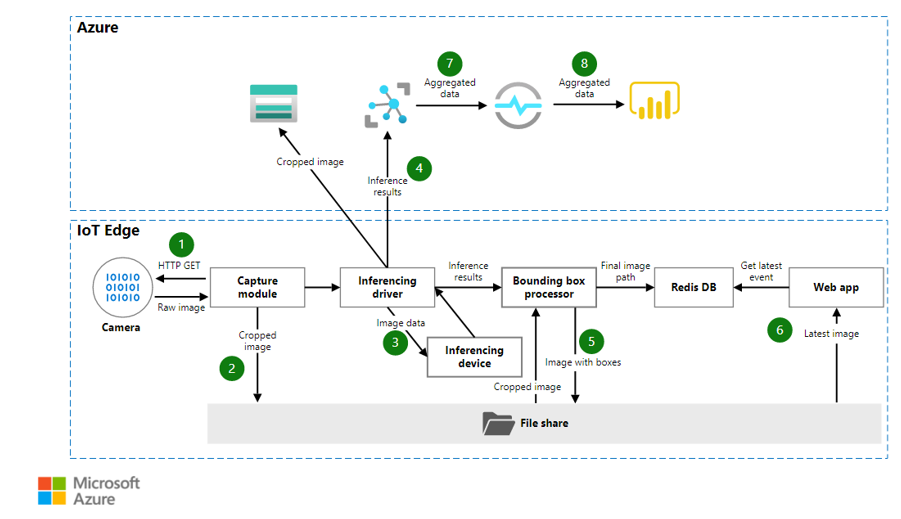 Azure
7
8
Aggregated
data
Aggregated
data
Cropped image
4
Inference
results
IoT Edge
1
HTTP GET
IOIOIO
OIOIOI
IOIOIO
Raw image
Camera
Capture
module
Inferencing
driver
Inference
results
Bounding box
processor
Final image
path
Redis DB
Get latest
event
Web app
Cropped
image
2
Image data
3
Inferencing
device
5
Image with boxes
Cropped image
6
Latest image
File share
Microsoft
Azure